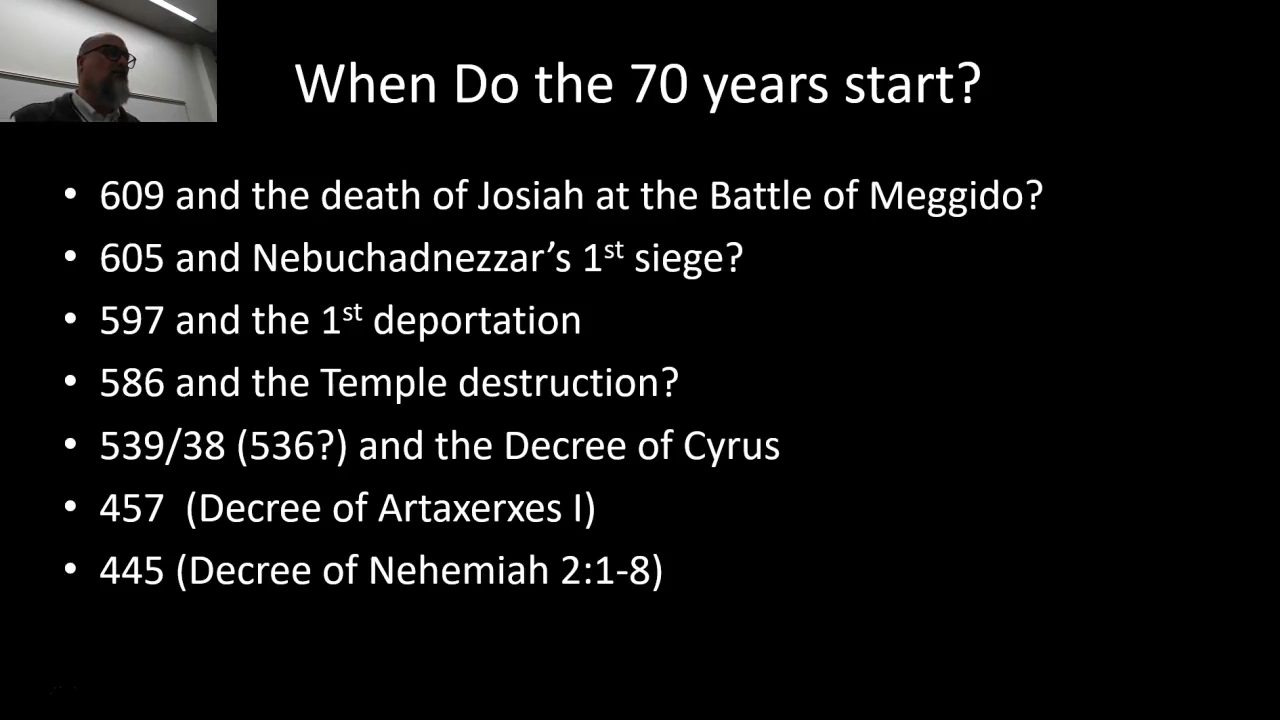 When Do the 70 years start?
• 609 and the death of Josiah at the Battle of Meggido?
• 605 and Nebuchadnezzar’s 1st siege?
• 597 and the 1st deportation
• 586 and the Temple destruction?
• 539/38 (536?) and the Decree of Cyrus
• 457  (Decree of Artaxerxes I)
• 445 (Decree of Nehemiah 2:1-8)